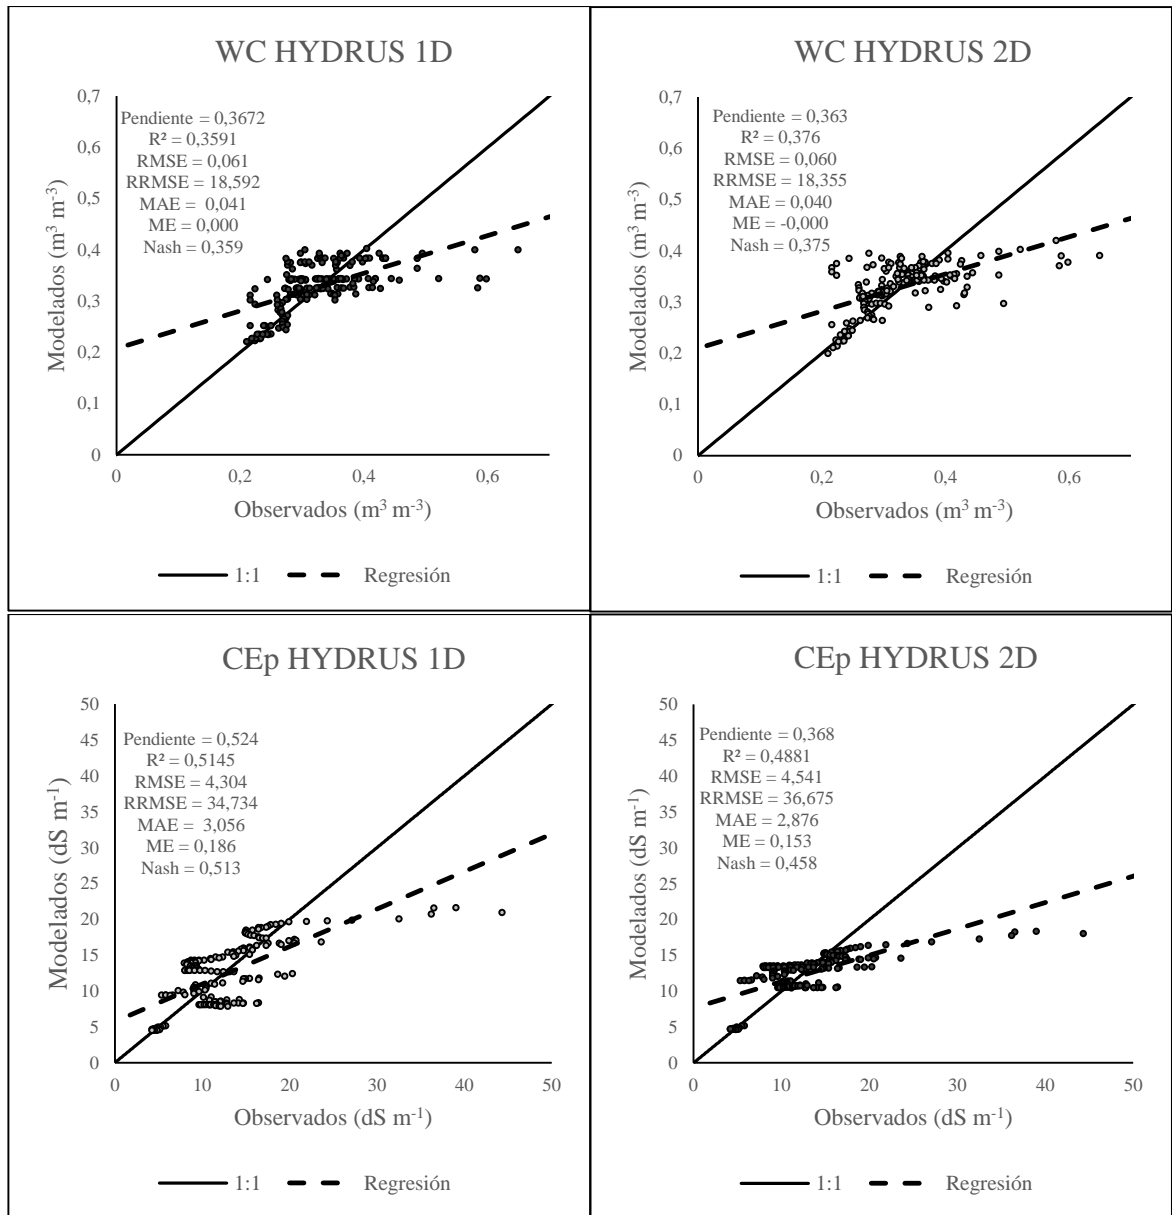 WC HYDRUS 1D
Pendiente = 0,3672
R² = 0,3591
RMSE = 0,061
RRMSE = 18,592
MAE = 0,041
ME = 0,000
Nash = 0,359
0,7
0,6
0,5
0,4
0,3
0,2
0,1
0
Modelados (m³ m⁻³)
0 0,2 0,4 0,6
Observados (m³ m⁻³)
1:1 Regresión
WC HYDRUS 2D
Pendiente = 0,363
R² = 0,376
RMSE = 0,060
RRMSE = 18,355
MAE = 0,040
ME = -0,000
Nash = 0,375
0,7
0,6
0,5
0,4
0,3
0,2
0,1
0
Modelados (m³ m⁻³)
0 0,2 0,4 0,6
Observados (m³ m⁻³)
1:1 Regresión
CEp HYDRUS 1D
Pendiente = 0,524
R² = 0,5145
RMSE = 4,304
RRMSE = 34,734
MAE = 3,056
ME = 0,186
Nash = 0,513
50
45
40
35
30
25
20
15
10
5
0
Modelados (dS m⁻¹)
0 10 20 30 40 50
Observados (dS m⁻¹)
1:1 Regresión
CEp HYDRUS 2D
Pendiente = 0,368
R² = 0,4881
RMSE = 4,541
RRMSE = 36,675
MAE = 2,876
ME = 0,153
Nash = 0,458
50
45
40
35
30
25
20
15
10
5
0
Modelados (dS m⁻¹)
0 10 20 30 40 50
Observados (dS m⁻¹)
1:1 Regresión